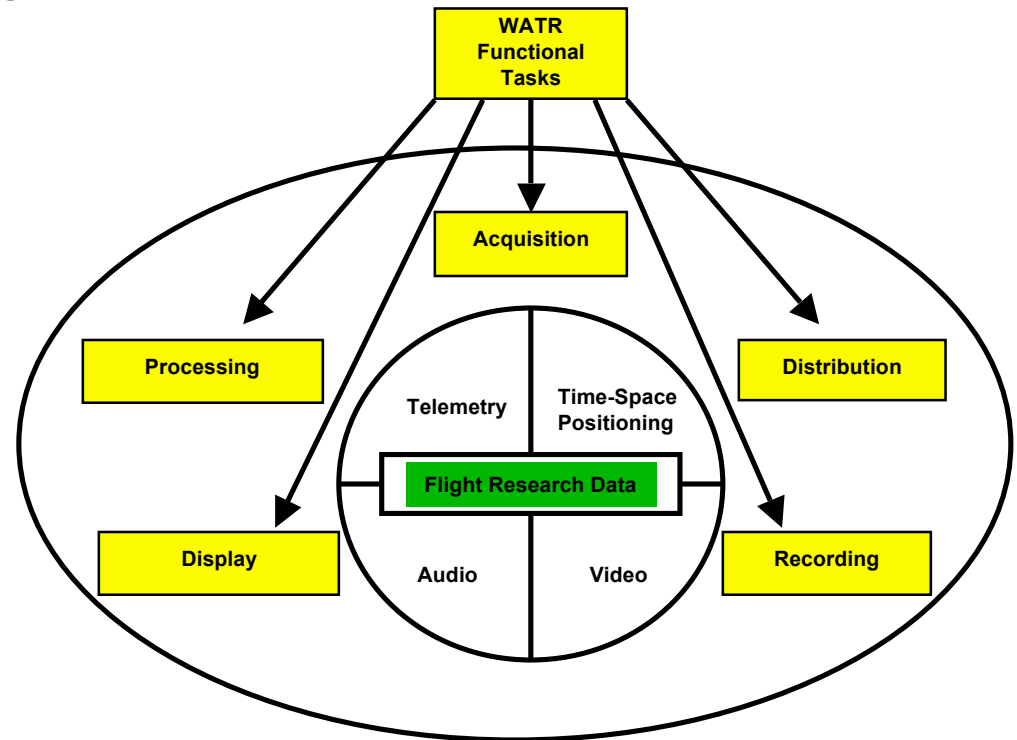 WATR
Functional
Tasks
Acquisition
Processing
Distribution
Telemetry
Time-Space
Positioning
Flight Research Data
Display
Recording
Audio
Video